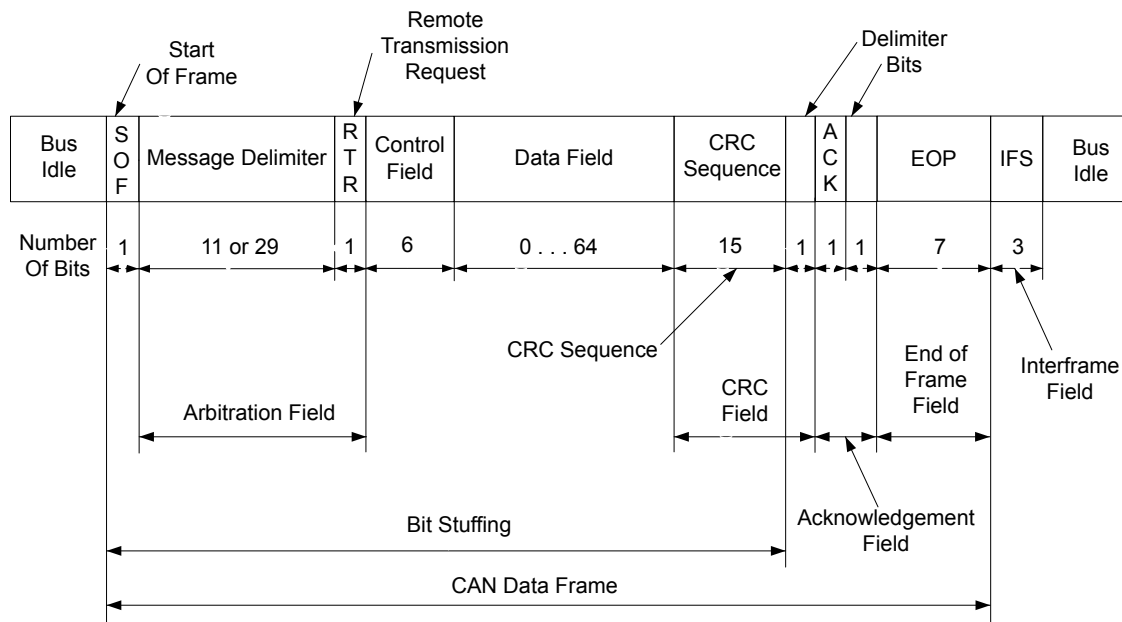 Start
Of Frame
Remote
Transmission
Request
Delimiter
Bits
Bus
Idle
S
O
F
Message Delimiter
R
T
R
Control
Field
Data Field
CRC
Sequence
A
C
K
EOP
IFS
Bus
Idle
Number
Of Bits
1
11 or 29
1
6
0 . . . 64
15
1
1
1
7
3
CRC Sequence
Arbitration Field
CRC
Field
End of
Frame
Field
Interframe
Field
Bit Stuffing
Acknowledgement
Field
CAN Data Frame